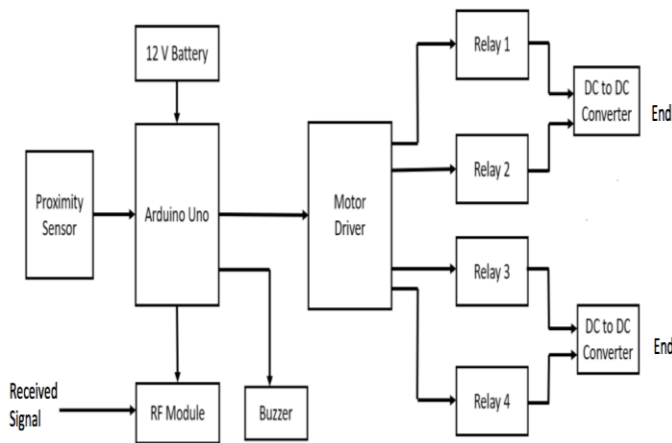 Relay 1
12 V Battery
DC to DC
Converter
End
Relay 2
Proximity
Sensor
Arduino Uno
Motor
Driver
Relay 3
DC to DC
Converter
End
Received
Signal
RF Module
Buzzer
Relay 4